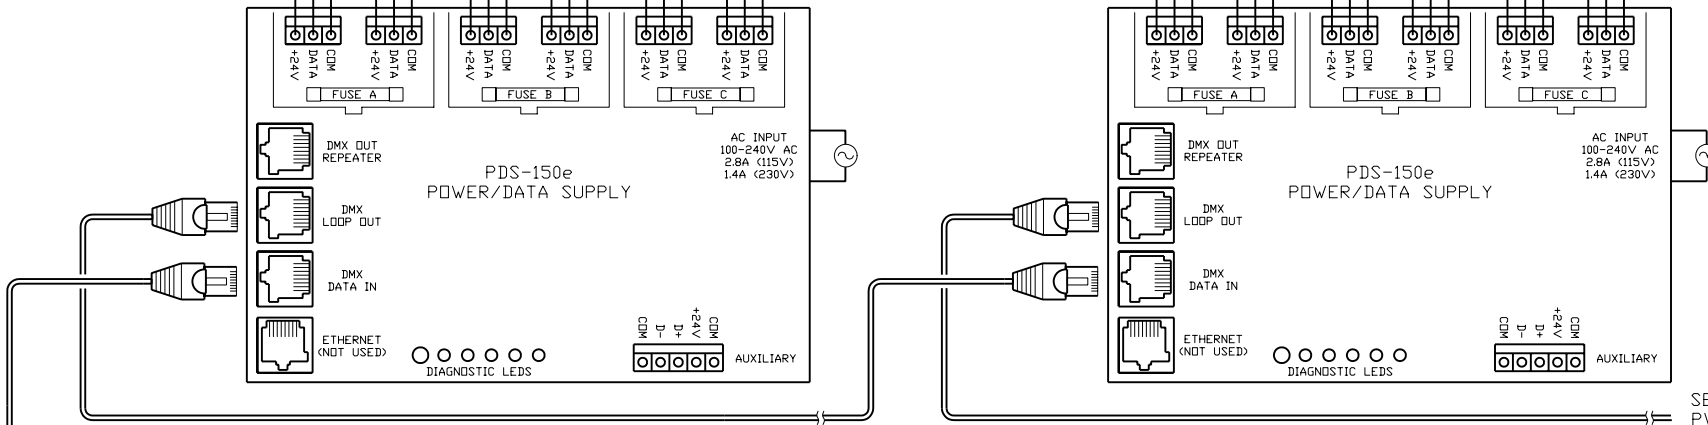 +24V DATA COM +24V DATA COM +24V DATA COM +24V DATA COM +24V DATA COM +24V DATA COM
FUSE A FUSE B FUSE C
DMX OUT
REPEATER
AC INPUT
100-240V AC
2.8A (115V)
1.4A (230V)
PDS-150e
POWER/DATA SUPPLY
DMX
LOOP OUT
DMX
DATA IN
ETHERNET
(NOT USED)
DIAGNOSTIC LEDS
COM D- D+ +24V COM
AUXILIARY
+24V DATA COM +24V DATA COM +24V DATA COM +24V DATA COM +24V DATA COM +24V DATA COM
FUSE A FUSE B FUSE C
DMX OUT
REPEATER
AC INPUT
100-240V AC
2.8A (115V)
1.4A (230V)
PDS-150e
POWER/DATA SUPPLY
DMX
LOOP OUT
DMX
DATA IN
ETHERNET
(NOT USED)
DIAGNOSTIC LEDS
COM D- D+ +24V COM
AUXILIARY